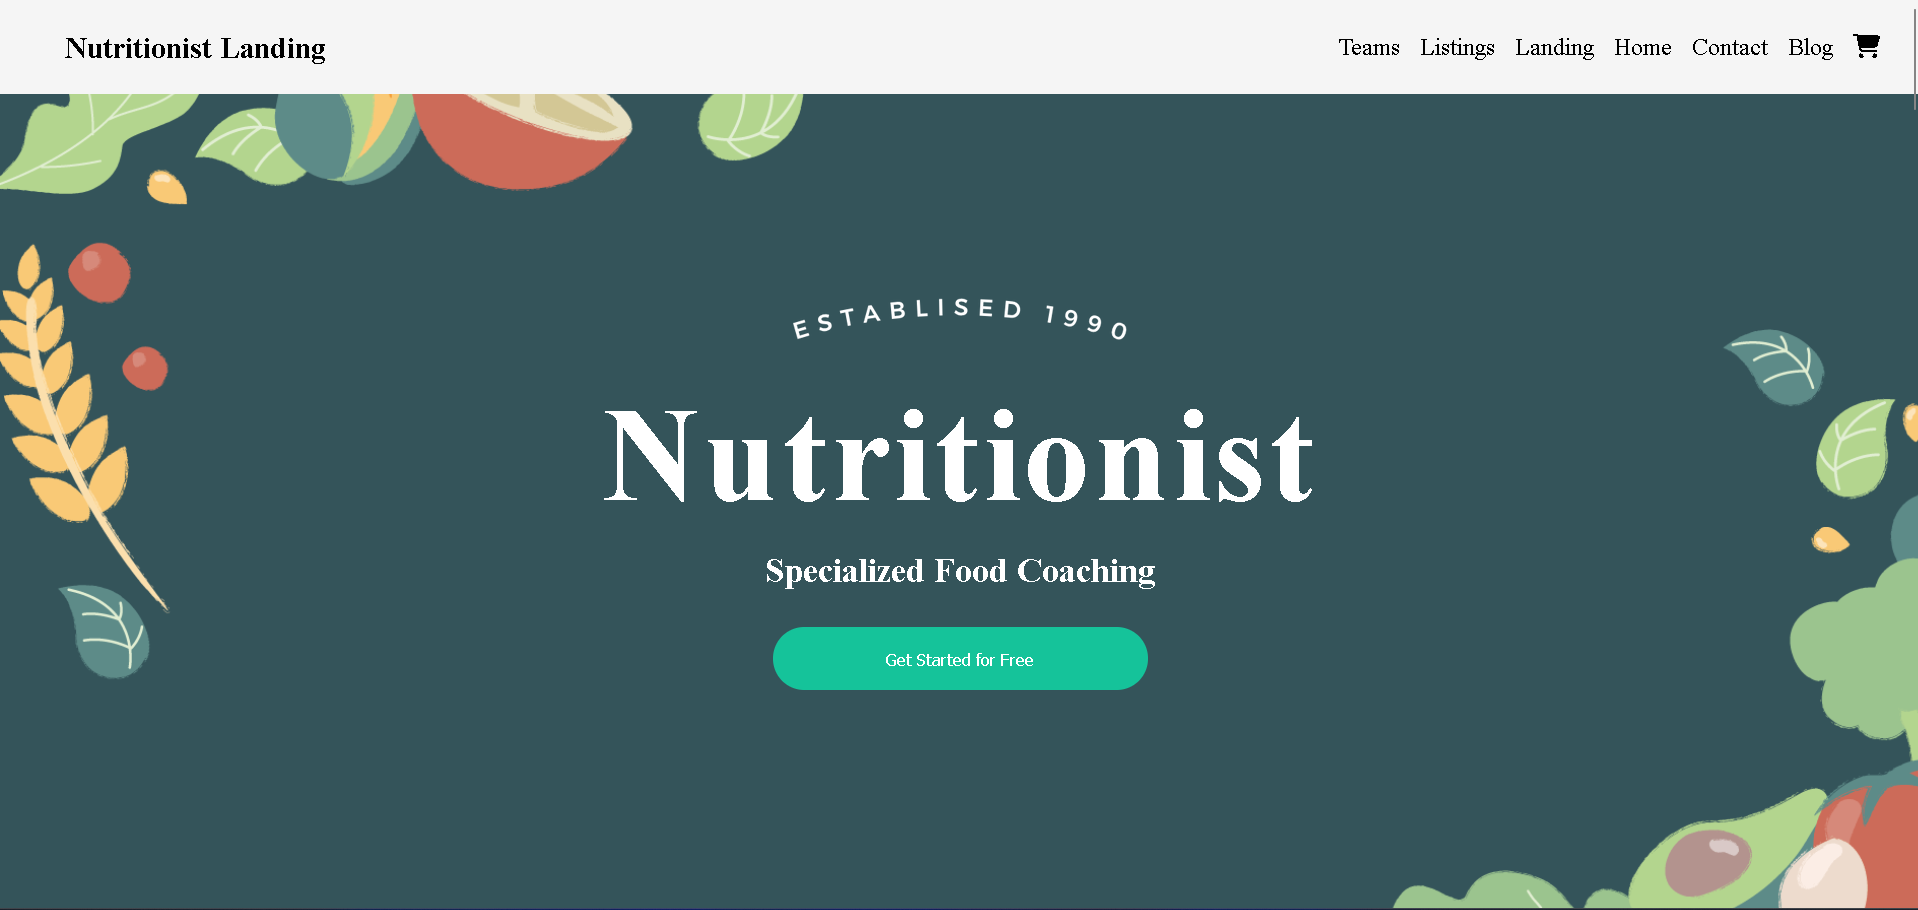 Nutritionist Landing
Teams Listings Landing Home Contact Blog
ESTABLISED 1990
Nutritionist
Specialized Food Coaching
Get Started for Free